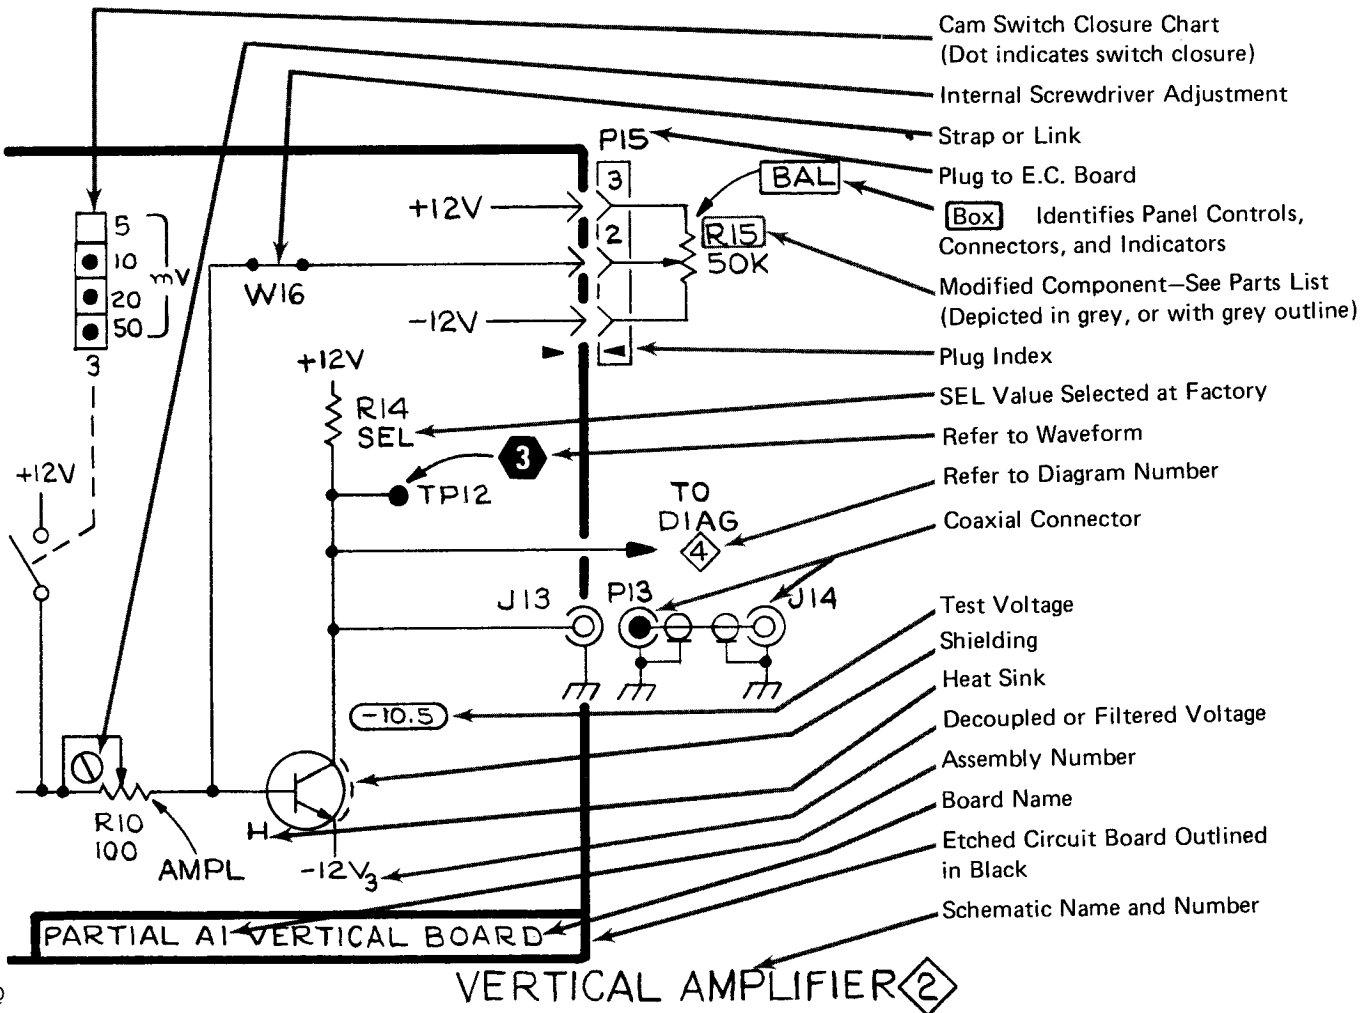 Cam Switch Closure Chart
(Dot indicates switch closure)
Internal Screwdriver Adjustment
Strap or Link
Plug to E.C. Board
Box Identifies Panel Controls,
Connectors, and Indicators
Modified Component—See Parts List
(Depicted in grey, or with grey outline)
Plug Index
SEL Value Selected at Factory
Refer to Waveform
Refer to Diagram Number
Coaxial Connector
Test Voltage
Shielding
Heat Sink
Decoupled or Filtered Voltage
Assembly Number
Board Name
Etched Circuit Board Outlined
in Black
Schematic Name and Number
P15
3
BAL
+12V
2
R15
50K
-12V
5
10
20
50
mV
3
W16
+12V
R14
SEL
3
TP12
+12V
TO
DIAG
4
J13
P13
J14
-10.5
R10
100
AMPL
H
-12V3
PARTIAL A1 VERTICAL BOARD
VERTICAL AMPLIFIER 2